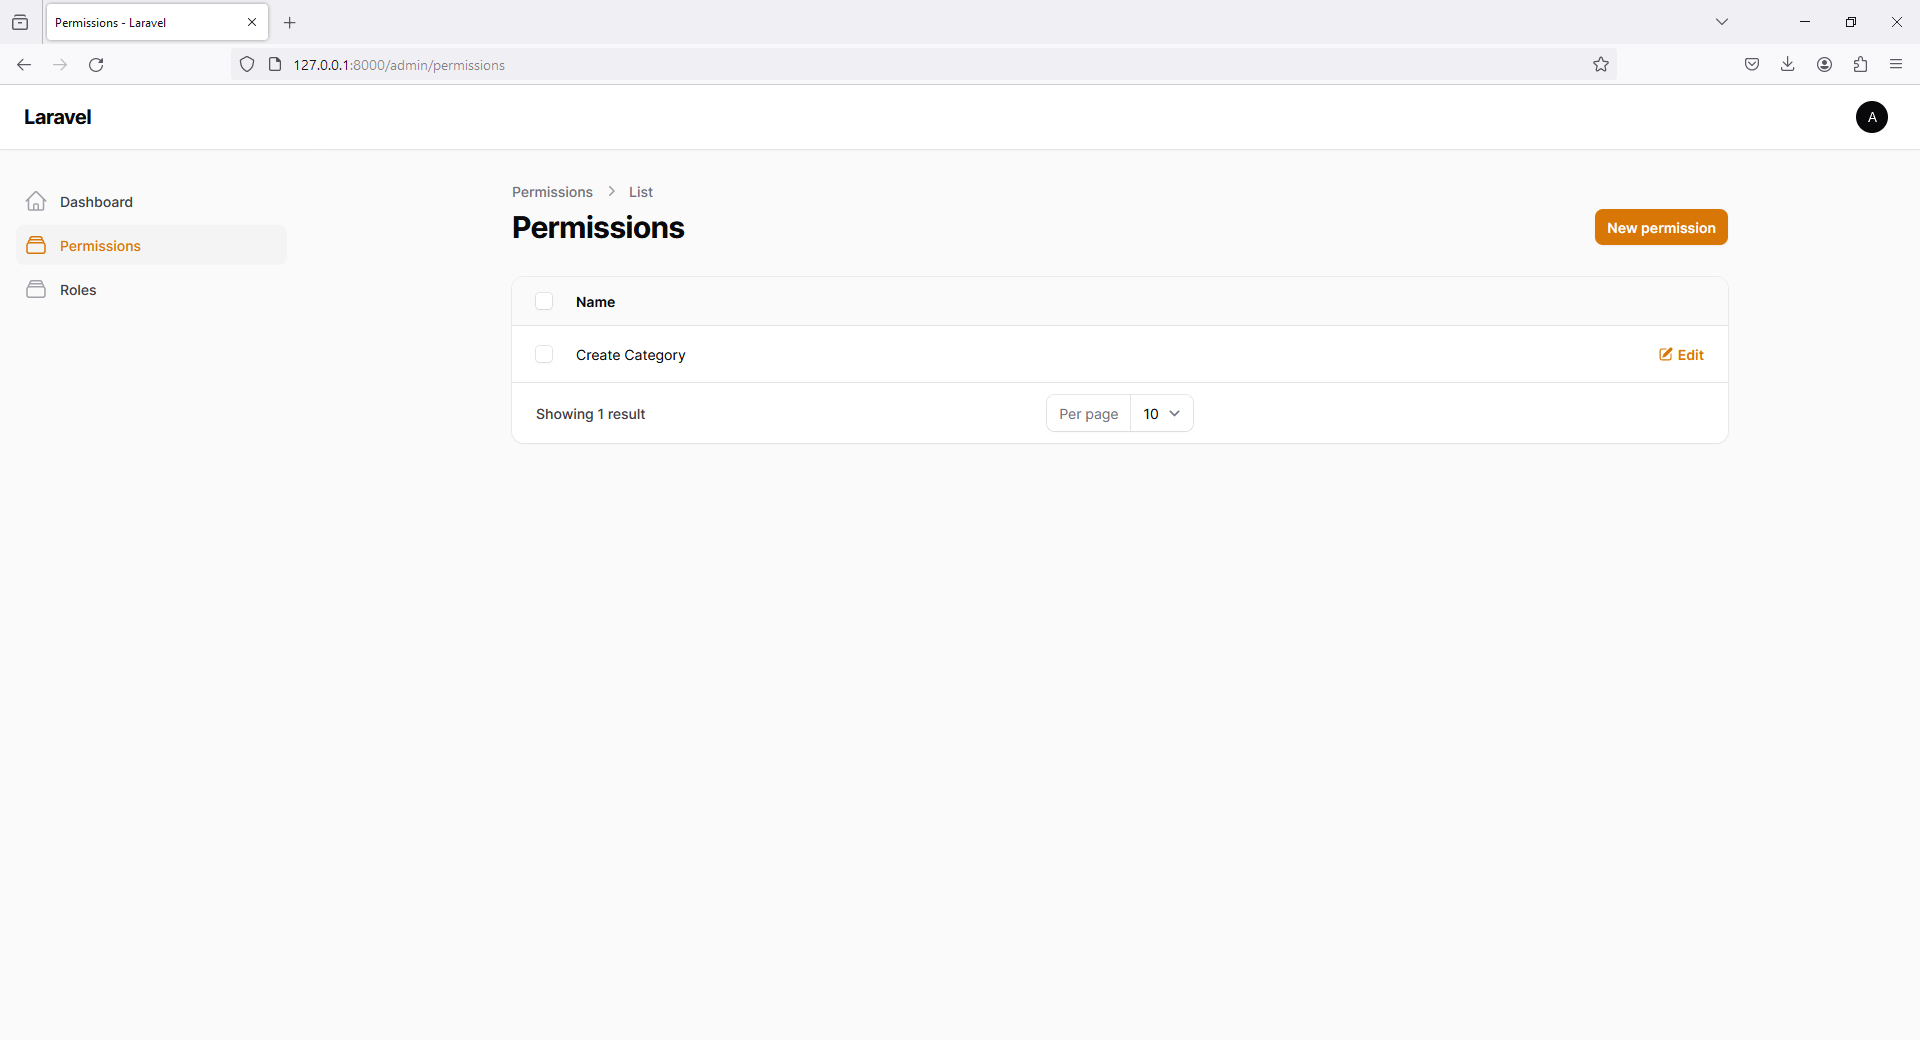 Permissions - Laravel
127.0.0.1:8000/admin/permissions
Laravel
A
Dashboard
Permissions
Roles
Permissions > List
Permissions
New permission
Name
Create Category
Edit
Showing 1 result
Per page 10